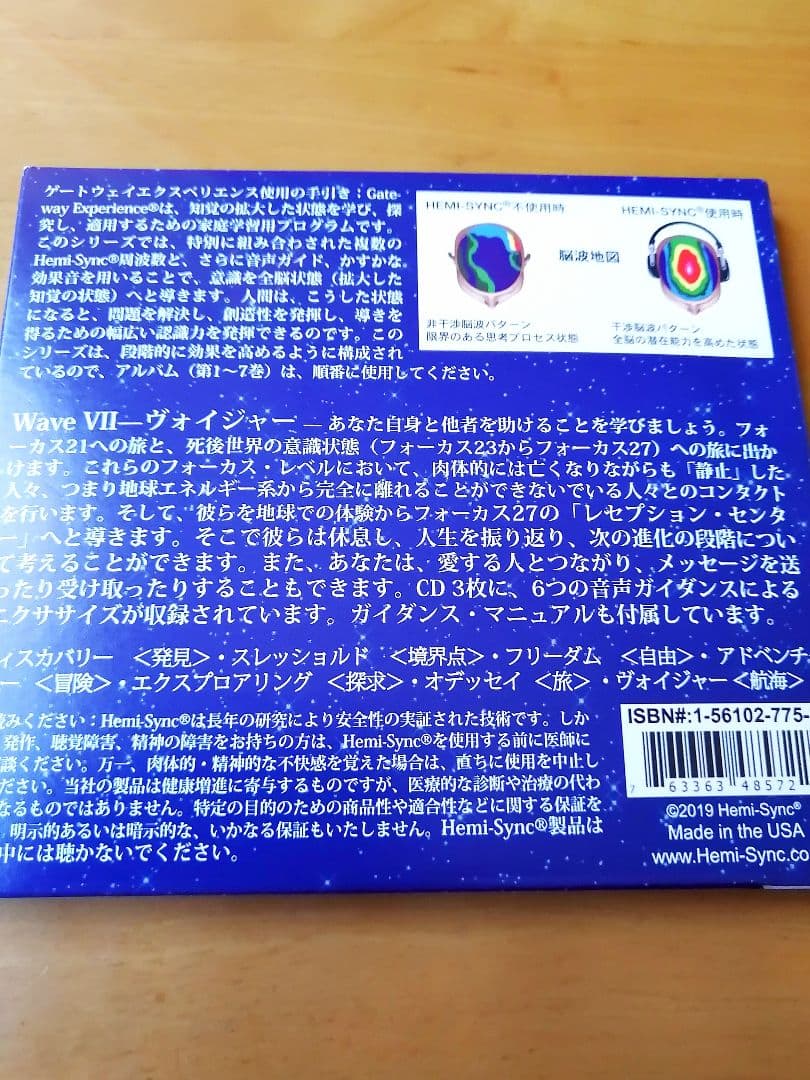 ゲートウェイエクスペリエンス使用の手引き：Gate-
way Experience®は、知覚の拡大した状態を学び、探
究し、適用するための家庭学習用プログラムです。
このシリーズでは、特別に組み合わされた複数の
Hemi-Sync®周波数と、さらに音声ガイド、かすかな
効果音を用いることで、意識を全脳状態（拡大した
知覚の状態）へと導きます。人間は、こうした状態
になると、問題を解決し、創造性を発揮し、導きを
得るための幅広い認識力を発揮できるのです。この
シリーズは、段階的に効果を高めるように構成され
ているので、アルバム（第1～7巻）は、順番に使用してください。
HEMI-SYNC®不使用時
HEMI-SYNC®使用時
脳波地図
非干渉脳波パターン
限界のある思考プロセス状態
干渉脳波パターン
全脳の潜在能力を高めた状態
Wave VII—ヴォイジャー — あなた自身と他者を助けることを学びましょう。フォ
ーカス21への旅と、死後世界の意識状態（フォーカス23からフォーカス27）への旅に出か
けます。これらのフォーカス・レベルにおいて、肉体的には亡くなりながらも「静止」した
人々、つまり地球エネルギー系から完全に離れることができないでいる人々とのコンタクト
を行います。そして、彼らを地球での体験からフォーカス27の「レセプション・センタ
ー」へと導きます。そこで彼らは休息し、人生を振り返り、次の進化の段階につい
て考えることができます。また、あなたは、愛する人とつながり、メッセージを送
ったり受け取ったりすることもできます。CD 3枚に、6つの音声ガイダンスによる
エクササイズが収録されています。ガイダンス・マニュアルも付属しています。
ィスカバリー ＜発見＞・スレッショルド ＜境界点＞・フリーダム ＜自由＞・アドベンチ
ー ＜冒険＞・エクスプロアリング ＜探求＞・オデッセイ ＜旅＞・ヴォイジャー＜航海＞
読みください：Hemi-Sync®は長年の研究により安全性の実証された技術です。しか
発作、聴覚障害、精神の障害をお持ちの方は、Hemi-Sync®を使用する前に医師に
談ください。万一、肉体的・精神的な不快感を覚えた場合は、直ちに使用を中止し
ださい。当社の製品は健康増進に寄与するものですが、医療的な診断や治療の代わ
なるものではありません。特定の目的のための商品性や適合性などに関する保証を
明示的あるいは暗示的な、いかなる保証もいたしません。Hemi-Sync®製品は
中には聴かないでください。
ISBN#:1-56102-775-
7 63363 48572
©2019 Hemi-Sync®
Made in the USA
www.Hemi-Sync.co